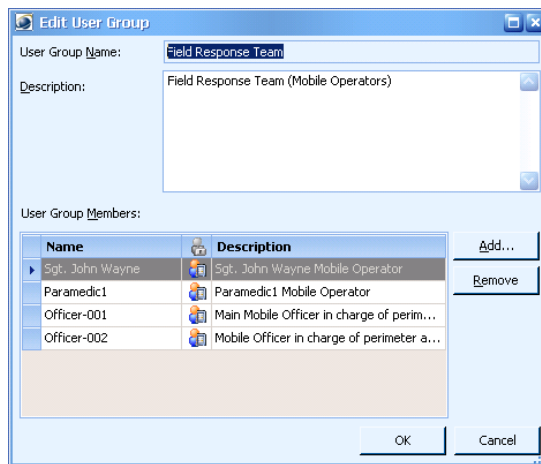 Edit User Group
User Group Name: Field Response Team
Description: Field Response Team (Mobile Operators)
User Group Members:
Name Description
Sgt. John Wayne Sgt. John Wayne Mobile Operator
Add...
Paramedic1 Paramedic1 Mobile Operator
Remove
Officer-001 Main Mobile Officer in charge of perim...
Officer-002 Mobile Officer in charge of perimeter a...
OK Cancel